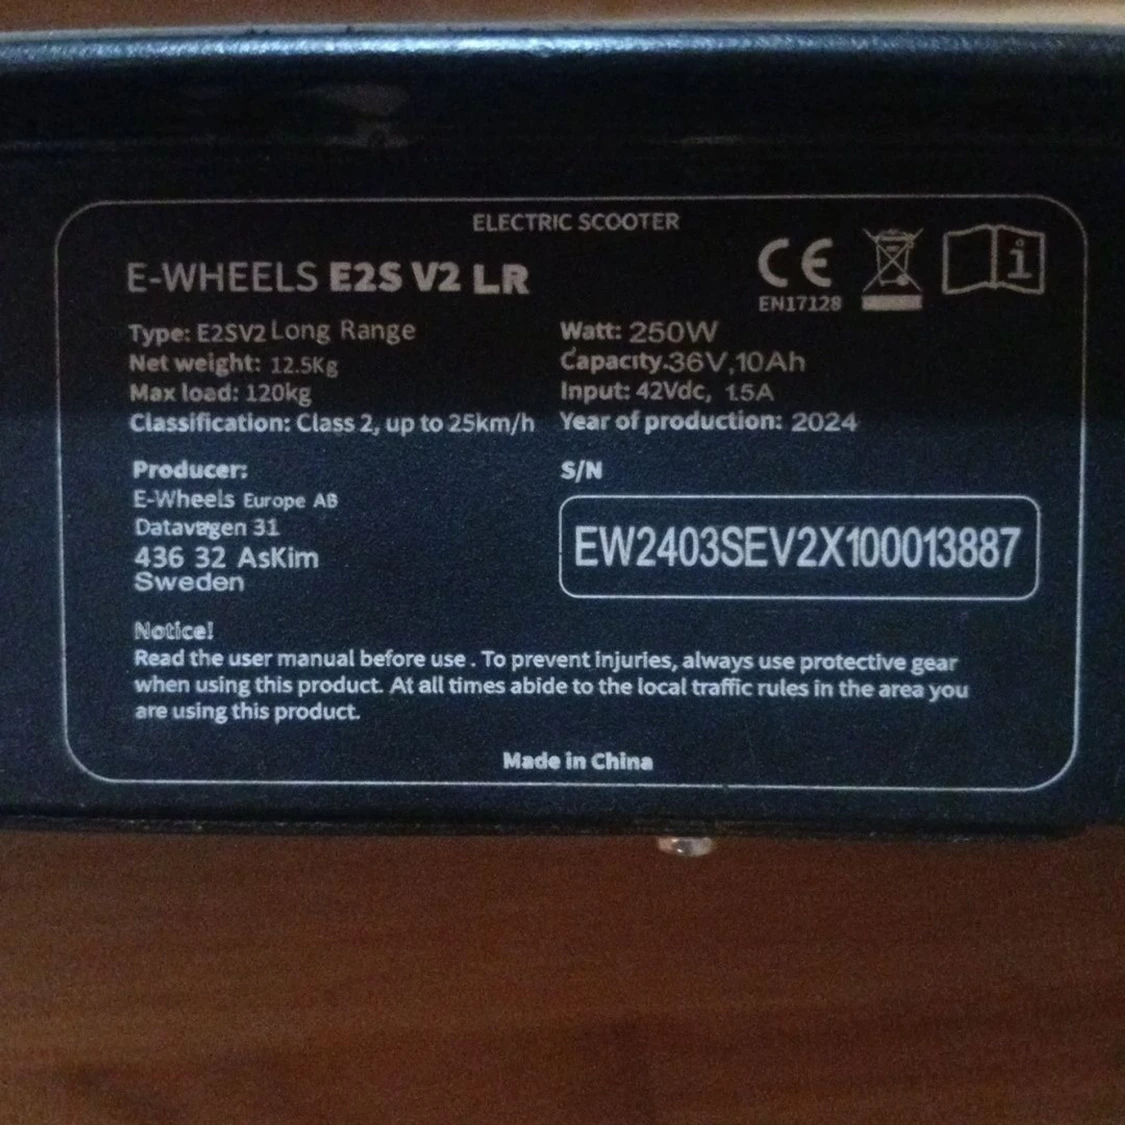 ELECTRIC SCOOTER
E-WHEELS E2S V2 LR
CE
EN17128
Type: E2SV2 Long Range
Net weight: 12.5Kg
Max load: 120kg
Classification: Class 2, up to 25km/h
Watt: 250W
Capacity.36V,10Ah
Input: 42Vdc, 1.5A
Year of production: 2024
Producer:
E-Wheels Europe AB
Datavägen 31
436 32 AsKim
Sweden
S/N
EW2403SEV2X100013887
Notice!
Read the user manual before use . To prevent injuries, always use protective gear
when using this product. At all times abide to the local traffic rules in the area you
are using this product.
Made in China